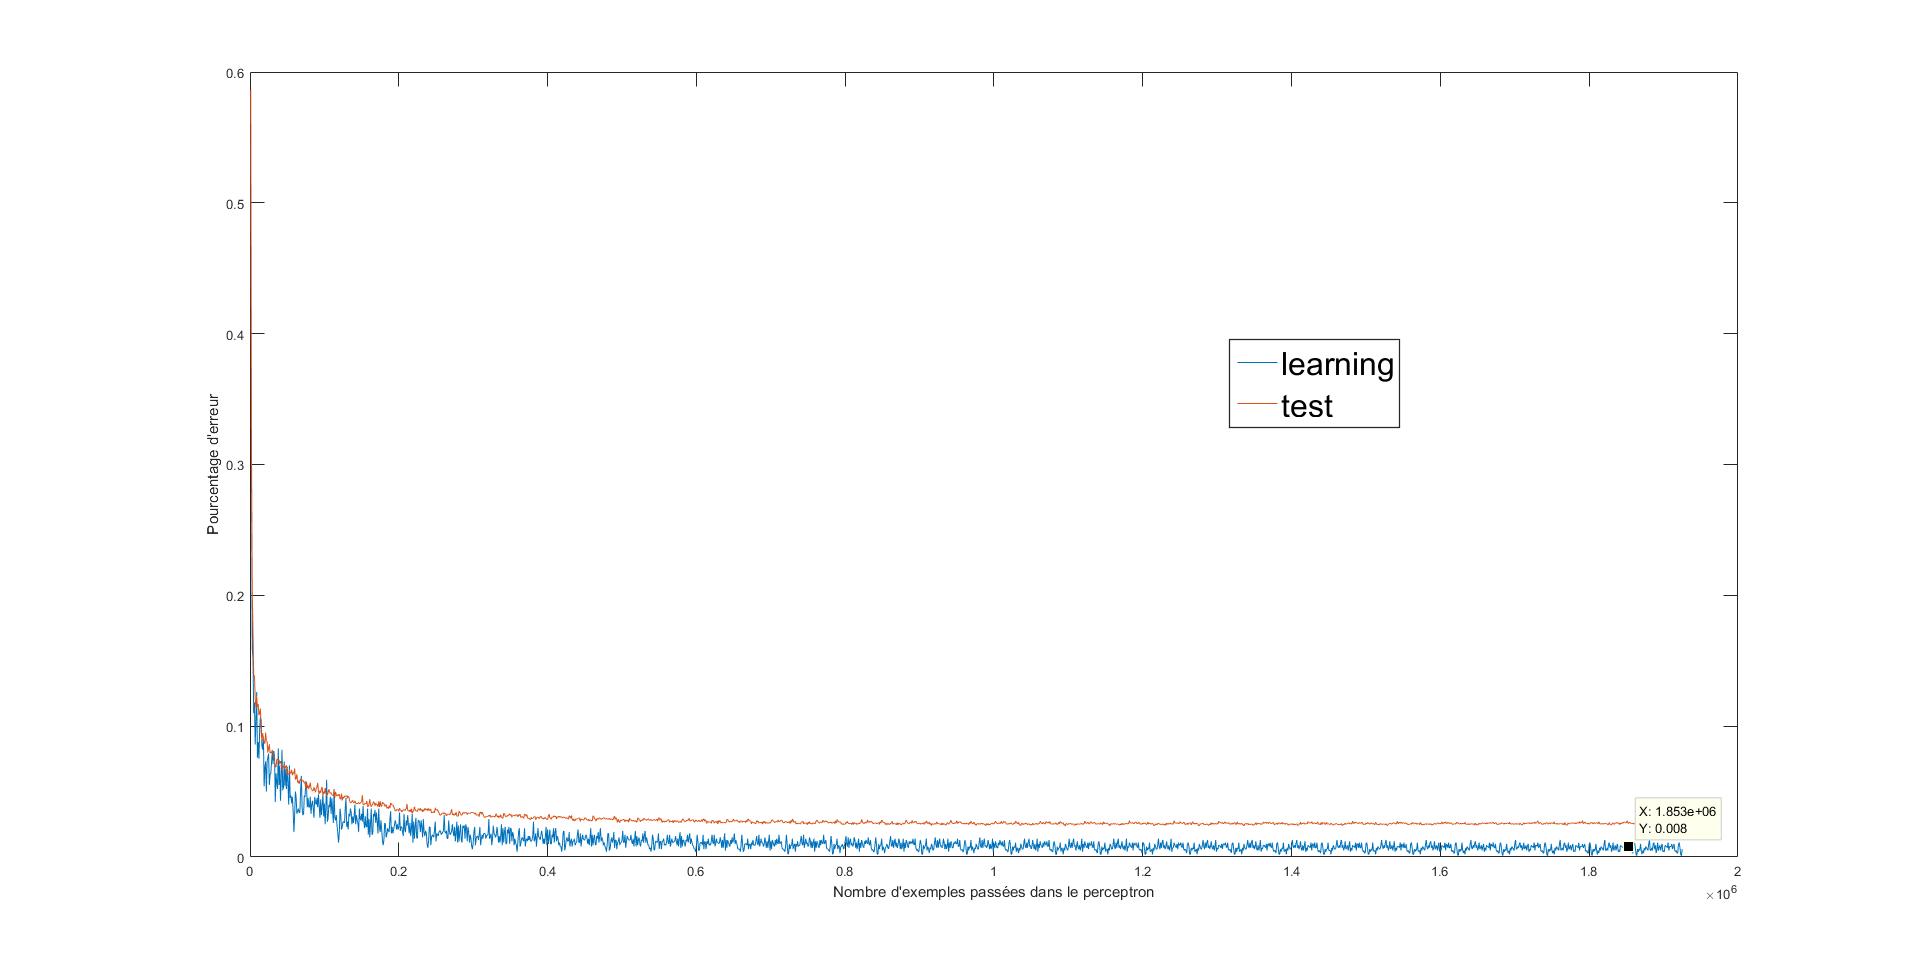 0.6
0.5
0.4
0.3
0.2
0.1
0
Pourcentage d'erreur
learning
test
X: 1.853e+06
Y: 0.008
0 0.2 0.4 0.6 0.8 1 1.2 1.4 1.6 1.8 2
×10⁶
Nombre d'exemples passées dans le perceptron